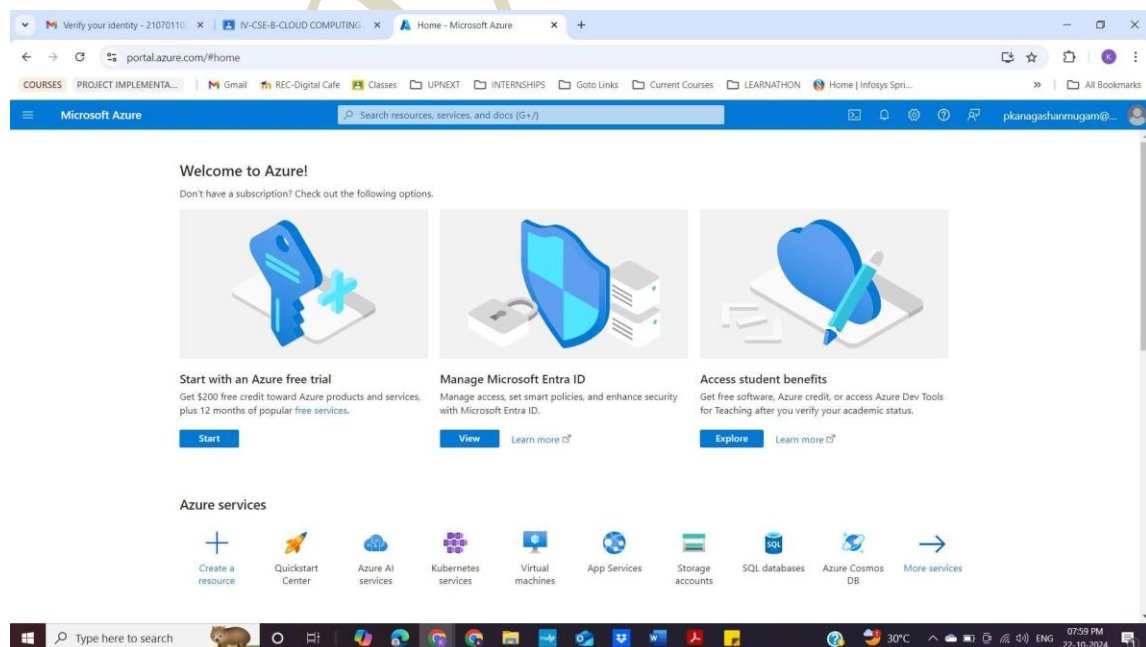 Verify your identity - 21070110
IV-CSE-B-CLOUD COMPUTING
Home - Microsoft Azure
portal.azure.com/#home
K
COURSES PROJECT IMPLEMENTA... Gmail REC-Digital Cafe Classes UPNEXT INTERNSHIPS Goto Links Current Courses LEARNATHON Home | Infosys Spri... » All Bookmarks
Microsoft Azure
Search resources, services, and docs (G+/)
pkanagashanmugam@...
Welcome to Azure!
Don't have a subscription? Check out the following options.
Start with an Azure free trial
Get $200 free credit toward Azure products and services,
plus 12 months of popular free services.
Start
Manage Microsoft Entra ID
Manage access, set smart policies, and enhance security
with Microsoft Entra ID.
View Learn more
Access student benefits
Get free software, Azure credit, or access Azure Dev Tools
for Teaching after you verify your academic status.
Explore Learn more
Azure services
Create a
resource
Quickstart
Center
Azure AI
services
Kubernetes
services
Virtual
machines
App Services
Storage
accounts
SQL
SQL databases
Azure Cosmos
DB
More services
Type here to search
30°C
ENG
07:59 PM
22-10-2024